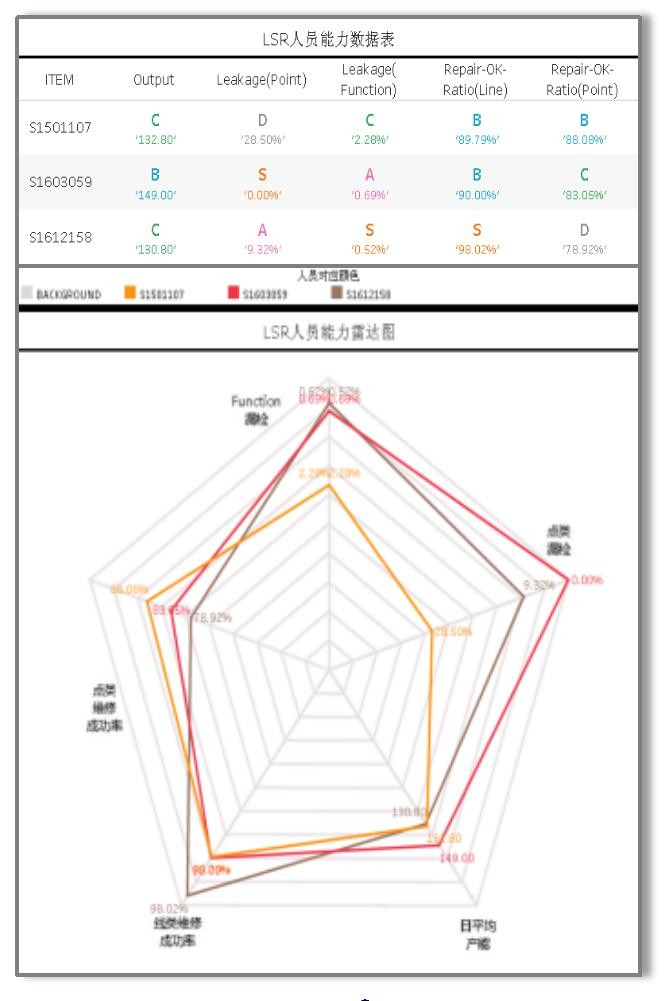 LSR人员能力数据表
ITEM Output Leakage(Point) Leakage( Function) Repair-OK-Ratio(Line) Repair-OK-Ratio(Point)
S1501107 C D C B B
'132.80' '28.50%' '2.28%' '89.79%' '88.08%'
S1603059 B S A B C
'149.00' '0.00%' '0.69%' '90.00%' '83.05%'
S1612158 C A S S D
'130.80' '9.32%' '0.52%' '98.02%' '78.92%'
人员对应颜色
BACKGROUND S1501107 S1603059 S1612158
LSR人员能力雷达图
0.52%
0.69%
Function
漏检
2.28% 2.28%
点类
漏检
88.08%
9.32%
0.00%
78.92%
28.50%
点类
维修
成功率
130.80
149.00
98.02%
线类维修
成功率
日平均
产能